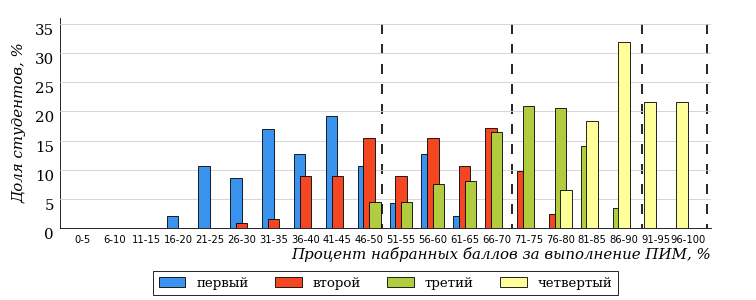 Доля студентов, %
35
30
25
20
15
10
5
0
0-5 6-10 11-15 16-20 21-25 26-30 31-35 36-40 41-45 46-50 51-55 56-60 61-65 66-70 71-75 76-80 81-85 86-90 91-95 96-100
Процент набранных баллов за выполнение ПИМ, %
первый второй третий четвертый